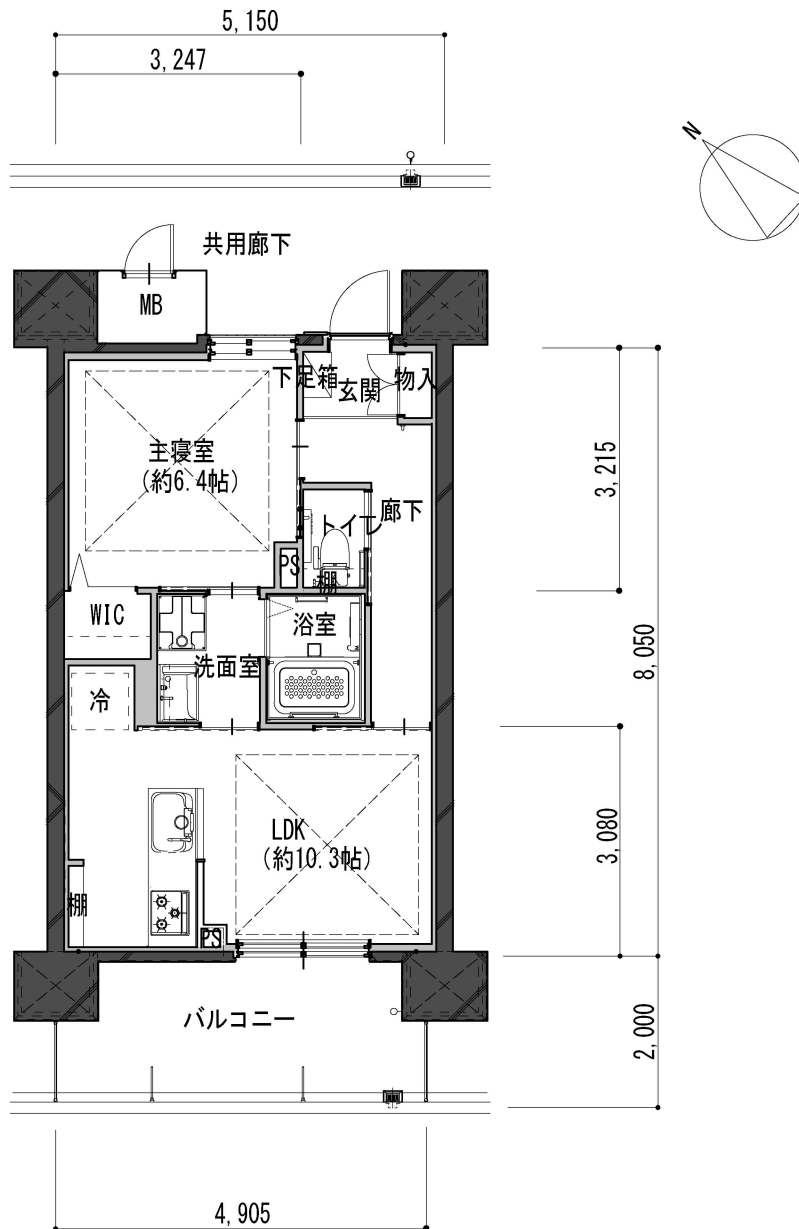 5,150
3,247
N
共用廊下
MB
下足箱
玄関
物入
主寝室
(約6.4帖)
3,215
トイレ
廊下
PS
棚
WIC
浴室
洗面室
8,050
冷
LDK
(約10.3帖)
3,080
棚
PS
バルコニー
2,000
4,905